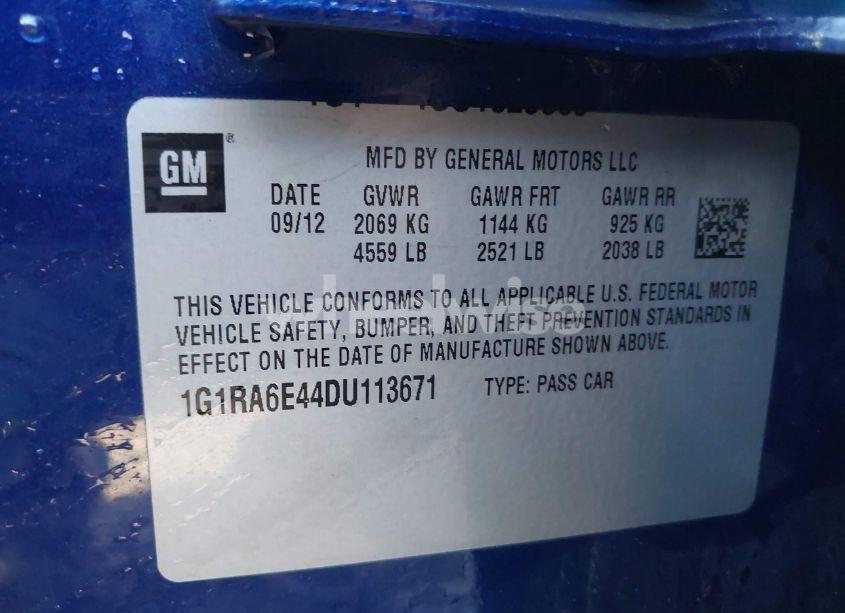 GM
MFD BY GENERAL MOTORS LLC
DATE GVWR GAWR FRT GAWR RR
09/12 2069 KG 1144 KG 925 KG
4559 LB 2521 LB 2038 LB
THIS VEHICLE CONFORMS TO ALL APPLICABLE U.S. FEDERAL MOTOR
VEHICLE SAFETY, BUMPER, AND THEFT PREVENTION STANDARDS IN
EFFECT ON THE DATE OF MANUFACTURE SHOWN ABOVE.
1G1RA6E44DU113671 TYPE: PASS CAR